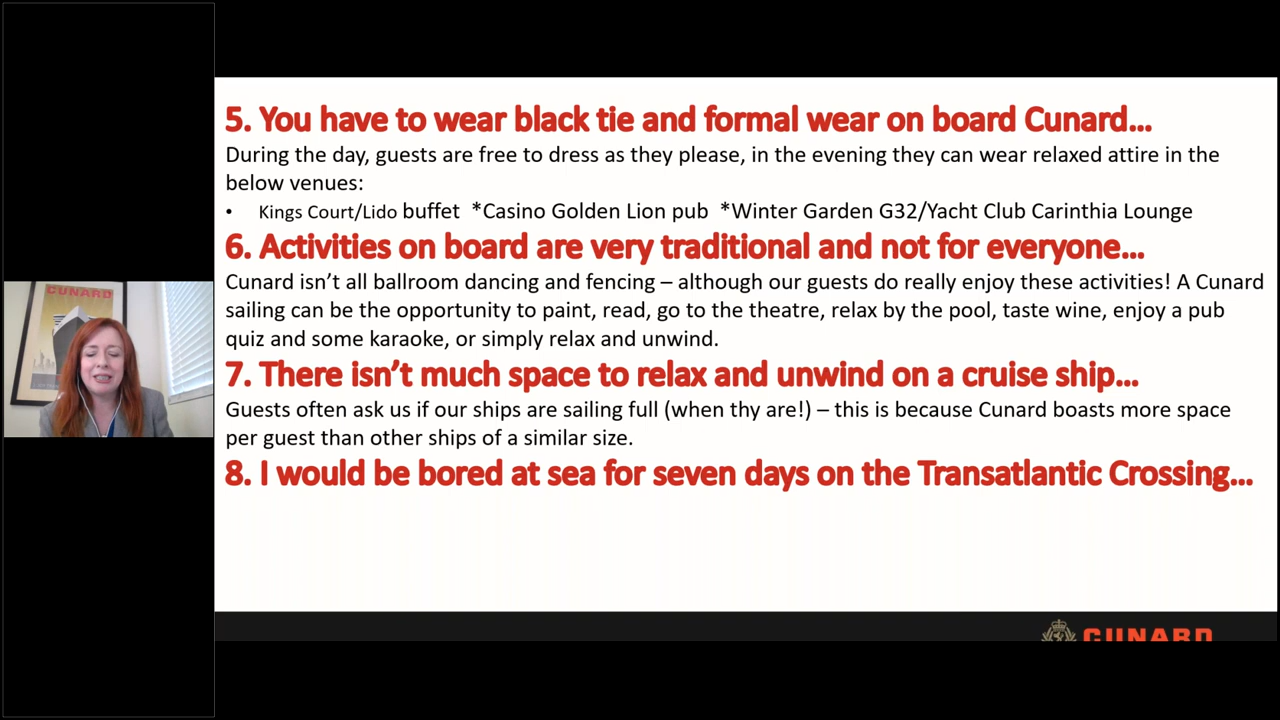 5. You have to wear black tie and formal wear on board Cunard...
During the day, guests are free to dress as they please, in the evening they can wear relaxed attire in the
below venues:
• Kings Court/Lido buffet *Casino Golden Lion pub *Winter Garden G32/Yacht Club Carinthia Lounge
6. Activities on board are very traditional and not for everyone...
Cunard isn't all ballroom dancing and fencing – although our guests do really enjoy these activities! A Cunard
sailing can be the opportunity to paint, read, go to the theatre, relax by the pool, taste wine, enjoy a pub
quiz and some karaoke, or simply relax and unwind.
7. There isn't much space to relax and unwind on a cruise ship...
Guests often ask us if our ships are sailing full (when thy are!) – this is because Cunard boasts more space
per guest than other ships of a similar size.
8. I would be bored at sea for seven days on the Transatlantic Crossing...
CUNARD
CUNARD